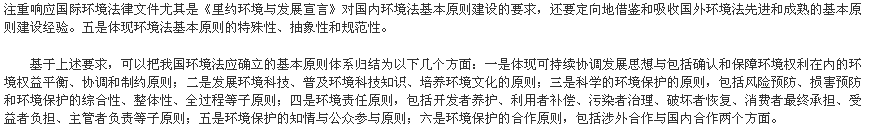 注重响应国际环境法律文件尤其是《里约环境与发展宣言》对国内环境法基本原则建设的要求，还要定向地借鉴和吸收国外环境法先进和成熟的基本原
则建设经验。五是体现环境法基本原则的特殊性、抽象性和规范性。
基于上述要求，可以把我国环境法应确立的基本原则体系归结为以下几个方面：一是体现可持续协调发展思想与包括确认和保障环境权利在内的环
境权益平衡、协调和制约原则；二是发展环境科技、普及环境科技知识、培养环境文化的原则；三是科学的环境保护的原则，包括风险预防、损害预防
和环境保护的综合性、整体性、全过程等子原则；四是环境责任原则，包括开发者养护、利用者补偿、污染者治理、破坏者恢复、消费者最终承担、受
益者负担、主管者负责等子原则；五是环境保护的知情与公众参与原则；六是环境保护的合作原则，包括涉外合作与国内合作两个方面。